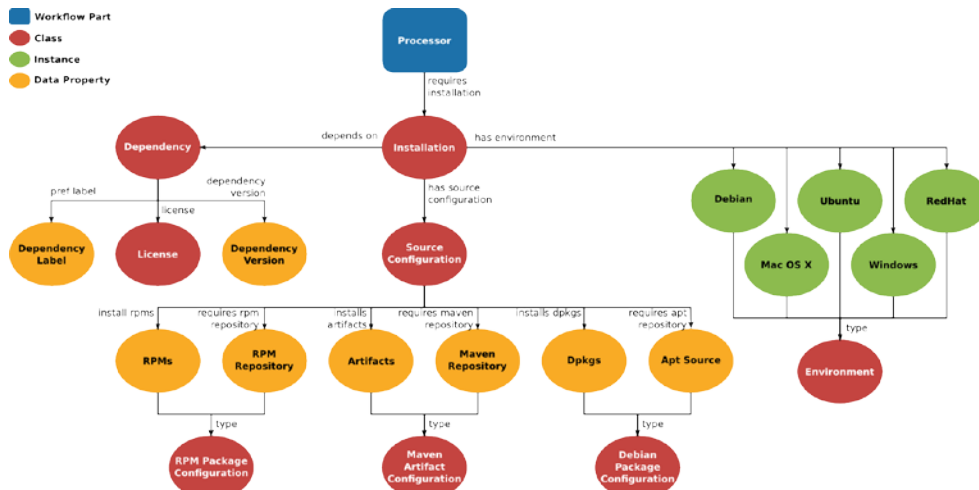 Workflow Part
Class
Instance
Data Property
Processor
requires
installation
depends on
Installation
has environment
Dependency
pref label
license
dependency
version
has source
configuration
Debian
Ubuntu
RedHat
Mac OS X
Windows
Dependency
Label
License
Dependency
Version
Source
Configuration
install rpms
requires rpm
repository
installs
artifacts
requires maven
repository
installs dpkgs
requires apt
repository
type
RPMs
RPM
Repository
Artifacts
Maven
Repository
Dpkgs
Apt Source
Environment
type
type
type
RPM Package
Configuration
Maven
Artifact
Configuration
Debian
Package
Configuration